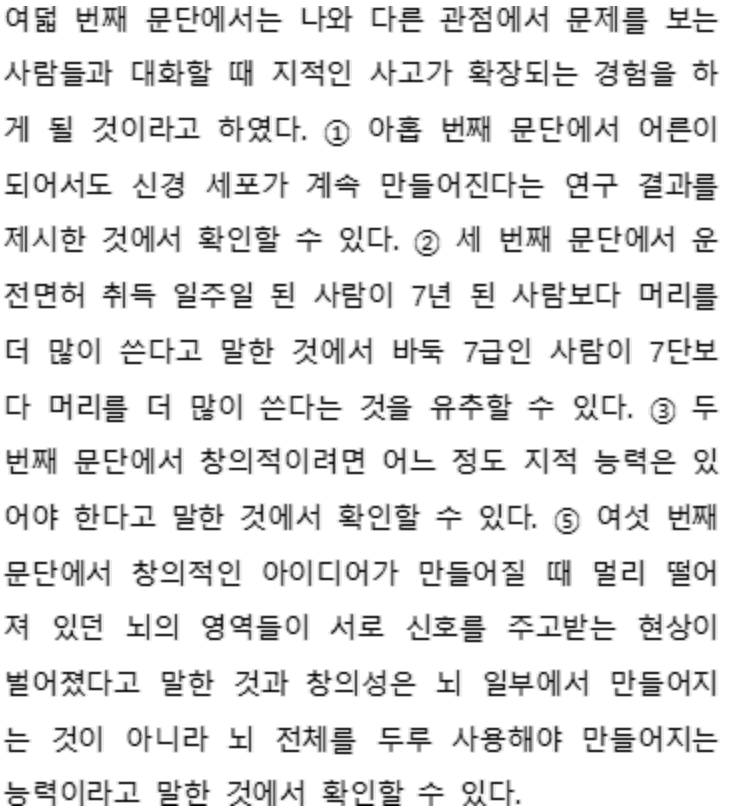 여덟 번째 문단에서는 나와 다른 관점에서 문제를 보는
사람들과 대화할 때 지적인 사고가 확장되는 경험을 하
게 될 것이라고 하였다. ① 아홉 번째 문단에서 어른이
되어서도 신경 세포가 계속 만들어진다는 연구 결과를
제시한 것에서 확인할 수 있다. ② 세 번째 문단에서 운
전면허 취득 일주일 된 사람이 7년 된 사람보다 머리를
더 많이 쓴다고 말한 것에서 바둑 7급인 사람이 7단보
다 머리를 더 많이 쓴다는 것을 유추할 수 있다. ③ 두
번째 문단에서 창의적이려면 어느 정도 지적 능력은 있
어야 한다고 말한 것에서 확인할 수 있다. ⑤ 여섯 번째
문단에서 창의적인 아이디어가 만들어질 때 멀리 떨어
져 있던 뇌의 영역들이 서로 신호를 주고받는 현상이
벌어졌다고 말한 것과 창의성은 뇌 일부에서 만들어지
는 것이 아니라 뇌 전체를 두루 사용해야 만들어지는
능력이라고 말한 것에서 확인할 수 있다.